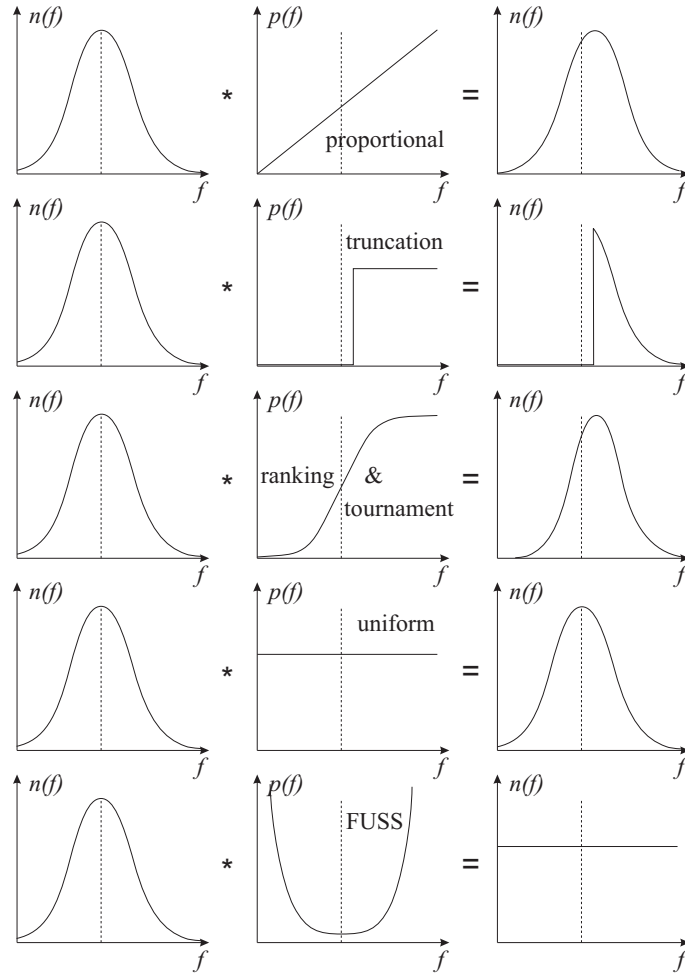 n(f) p(f) n(f)
* proportional =
f f f
n(f) p(f) n(f)
truncation
* =
f f f
n(f) p(f) n(f)
ranking &
* tournament =
f f f
n(f) p(f) n(f)
uniform
* =
f f f
n(f) p(f) n(f)
FUSS
* =
f f f